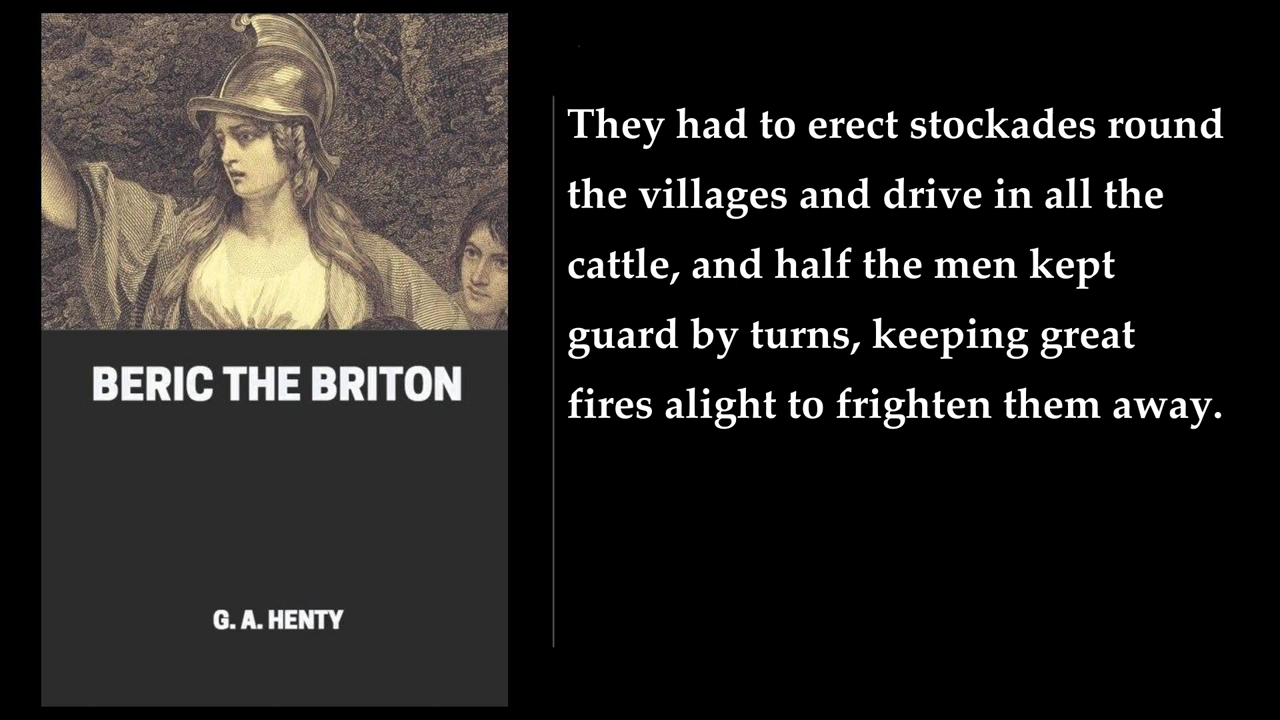 BERIC THE BRITON
G. A. HENTY
They had to erect stockades round
the villages and drive in all the
cattle, and half the men kept
guard by turns, keeping great
fires alight to frighten them away.